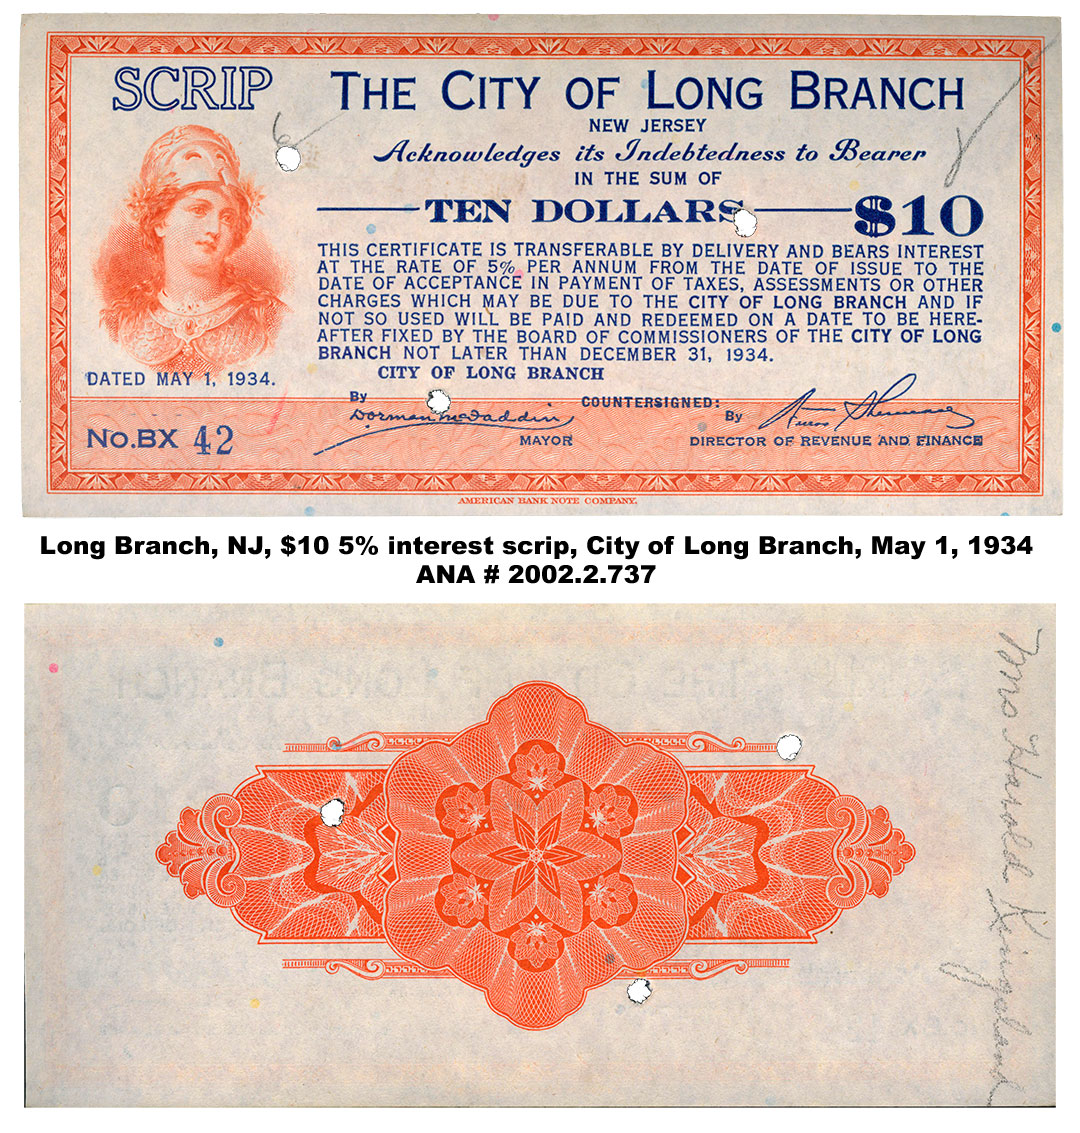 SCRIP
THE CITY OF LONG BRANCH
NEW JERSEY
Acknowledges its Indebtedness to Bearer
IN THE SUM OF
TEN DOLLARS $10
THIS CERTIFICATE IS TRANSFERABLE BY DELIVERY AND BEARS INTEREST
AT THE RATE OF 5% PER ANNUM FROM THE DATE OF ISSUE TO THE
DATE OF ACCEPTANCE IN PAYMENT OF TAXES, ASSESSMENTS OR OTHER
CHARGES WHICH MAY BE DUE TO THE CITY OF LONG BRANCH AND IF
NOT SO USED WILL BE PAID AND REDEEMED ON A DATE TO BE HERE-
AFTER FIXED BY THE BOARD OF COMMISSIONERS OF THE CITY OF LONG
BRANCH NOT LATER THAN DECEMBER 31, 1934.
DATED MAY 1, 1934.
CITY OF LONG BRANCH
By Dorman McFaddin
MAYOR
COUNTERSIGNED:
By
DIRECTOR OF REVENUE AND FINANCE
No. BX 42
AMERICAN BANK NOTE COMPANY.
Long Branch, NJ, $10 5% interest scrip, City of Long Branch, May 1, 1934
ANA # 2002.2.737
Mrs Harold Kingsland